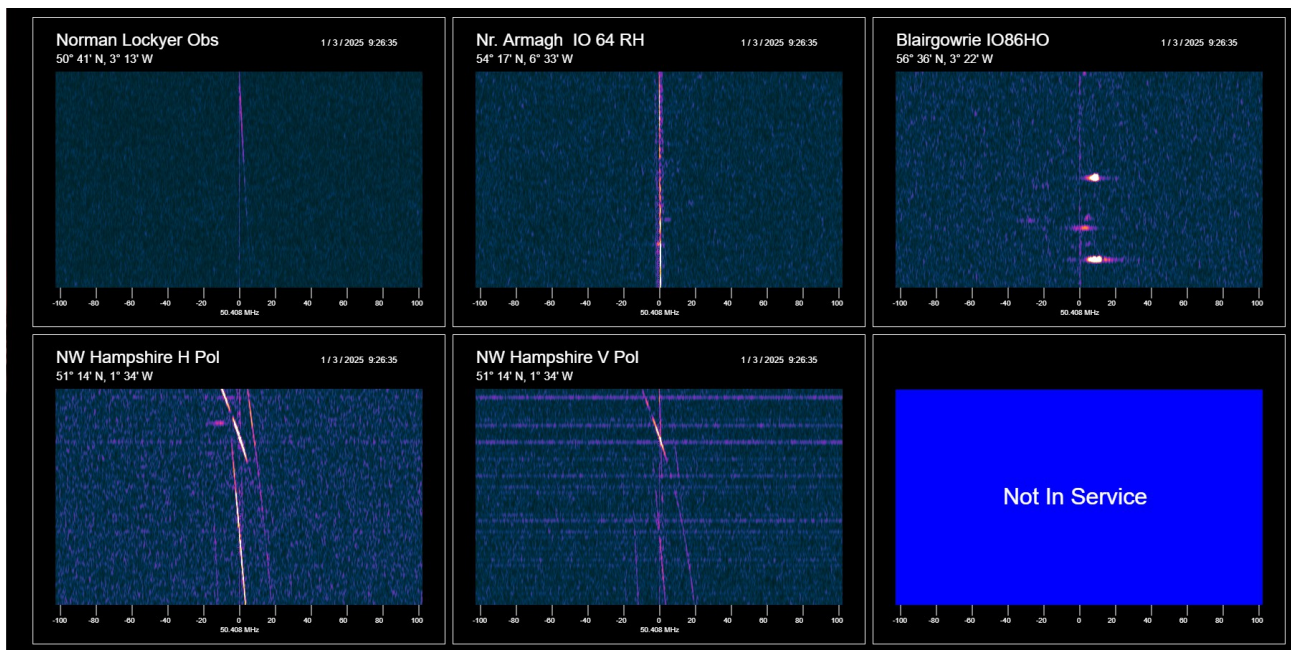 Norman Lockyer Obs 1 / 3 / 2025 9:26:35
50° 41' N, 3° 13' W
-100 -80 -60 -40 -20 0 20 40 60 80 100
50.408 MHz
Nr. Armagh IO 64 RH 1 / 3 / 2025 9:26:35
54° 17' N, 6° 33' W
-100 -80 -60 -40 -20 0 20 40 60 80 100
50.408 MHz
Blairgowrie IO86HO 1 / 3 / 2025 9:26:35
56° 36' N, 3° 22' W
-100 -80 -60 -40 -20 0 20 40 60 80 100
50.408 MHz
NW Hampshire H Pol 1 / 3 / 2025 9:26:35
51° 14' N, 1° 34' W
-100 -80 -60 -40 -20 0 20 40 60 80 100
50.408 MHz
NW Hampshire V Pol 1 / 3 / 2025 9:26:35
51° 14' N, 1° 34' W
-100 -80 -60 -40 -20 0 20 40 60 80 100
50.408 MHz
Not In Service
-100 -80 -60 -40 -20 0 20 40 60 80 100